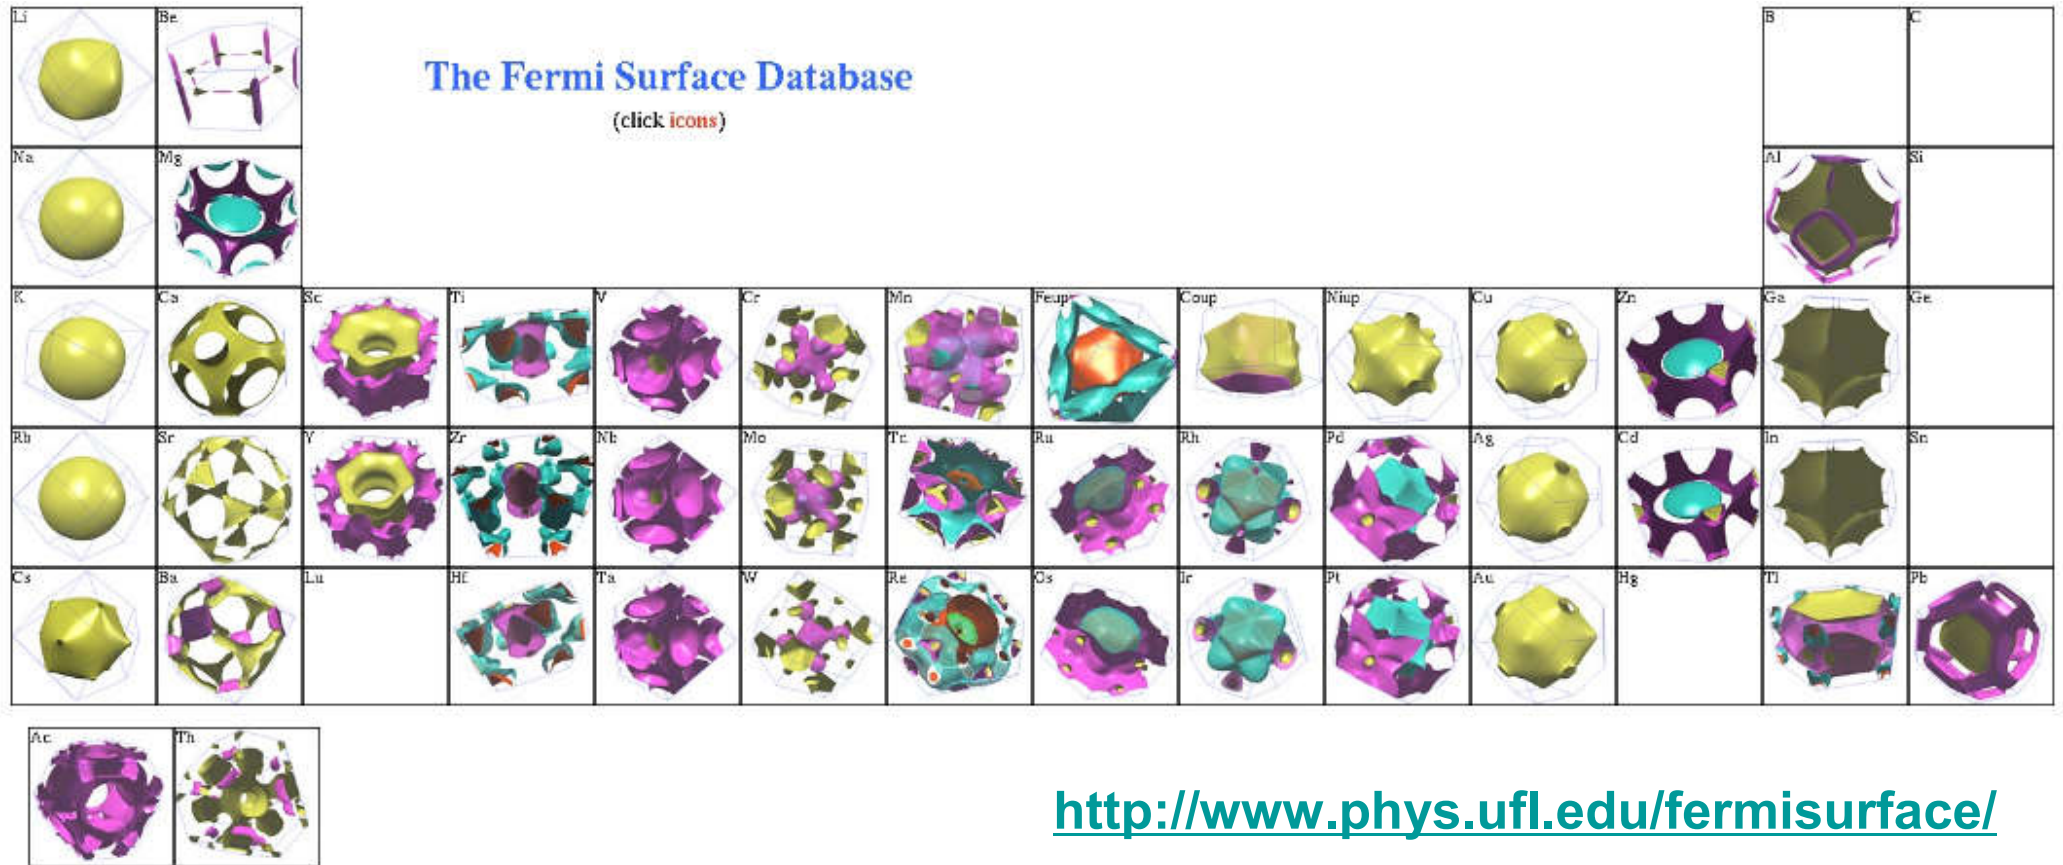 Li Be B C
The Fermi Surface Database
(click icons)
Na Mg Al Si
K Ca Sc Ti V Cr Mn Feup Coup Niup Cu Zn Ga Ge
Rb Sr Y Zr Nb Mo Tc Ru Rh Pd Ag Cd In Sn
Cs Ba Lu Hf Ta W Re Os Ir Pt Au Hg Tl Pb
Ac Th
http://www.phys.ufl.edu/fermisurface/